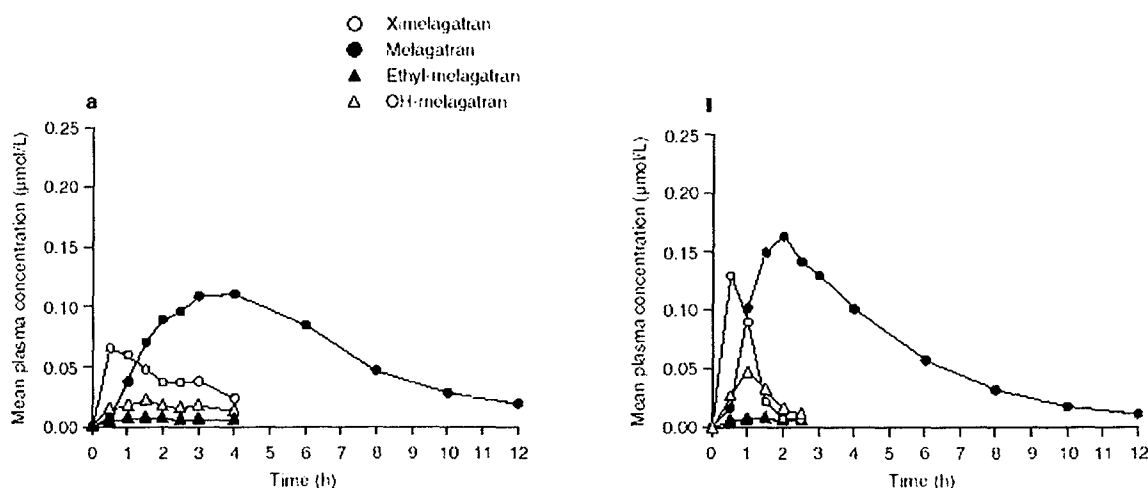 Ximelagatran
Melagatran
Ethyl-melagatran
OH-melagatran
a
Mean plasma concentration (µmol/L)
0.25
0.20
0.15
0.10
0.05
0.00
0 1 2 3 4 5 6 7 8 9 10 11 12
Time (h)
Mean plasma concentration (µmol/L)
0.25
0.20
0.15
0.10
0.05
0.00
0 1 2 3 4 5 6 7 8 9 10 11 12
Time (h)